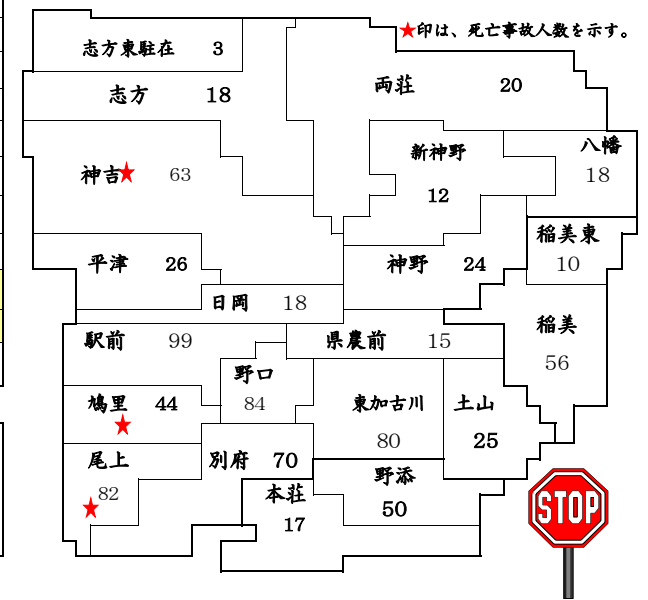 ★印は、死亡事故人数を示す。
志方東駐在 3
志方 18
両荘 20
新神野
12
八幡
18
神吉★ 63
稲美東
10
平津 26
神野 24
日岡 18
稲美
56
駅前 99
県農前 15
野口
84
鳩里 44
★
東加古川
80
土山
25
尾上
82
★
別府 70
野添
50
本荘
17
STOP